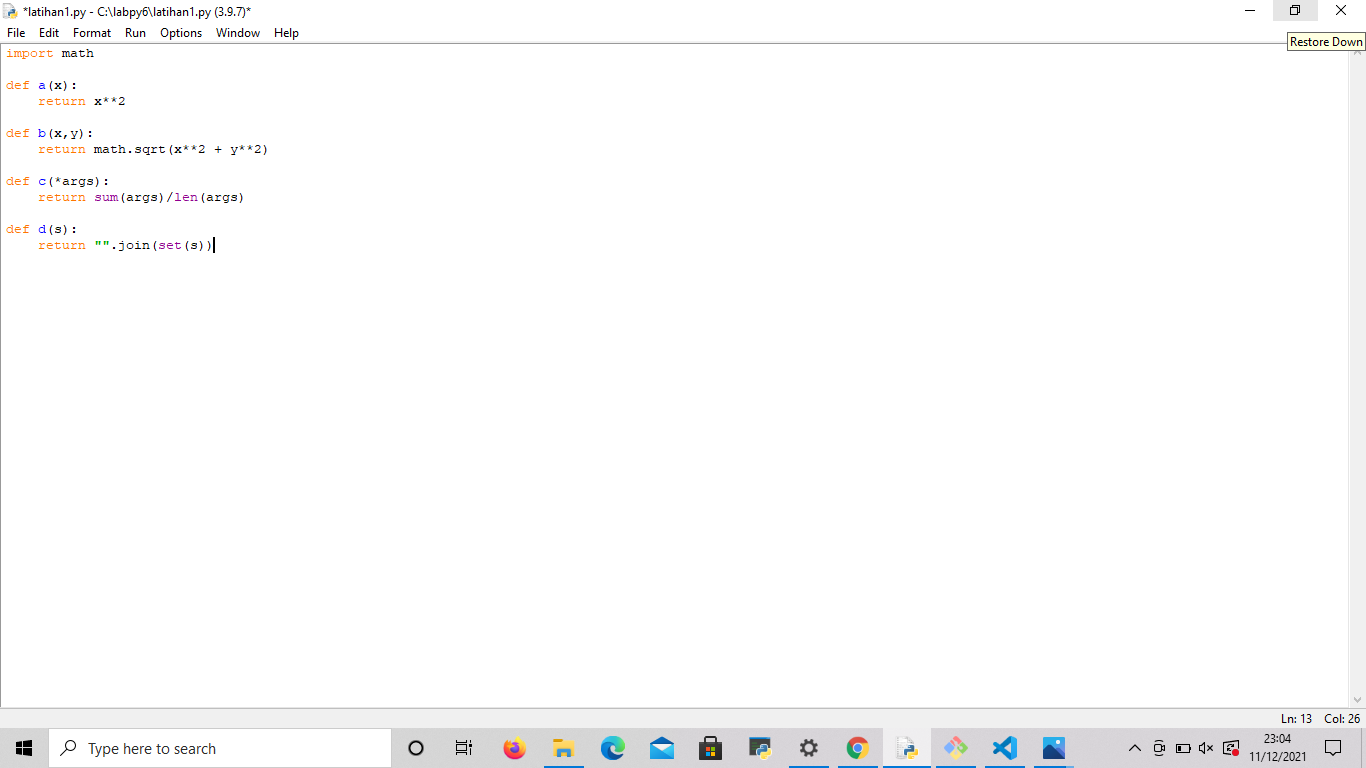 *latihan1.py - C:\labpy6\latihan1.py (3.9.7)*
File Edit Format Run Options Window Help
Restore Down
import math

def a(x):
    return x**2

def b(x,y):
    return math.sqrt(x**2 + y**2)

def c(*args):
    return sum(args)/len(args)

def d(s):
    return "".join(set(s))
Ln: 13 Col: 26
Type here to search
23:04
11/12/2021